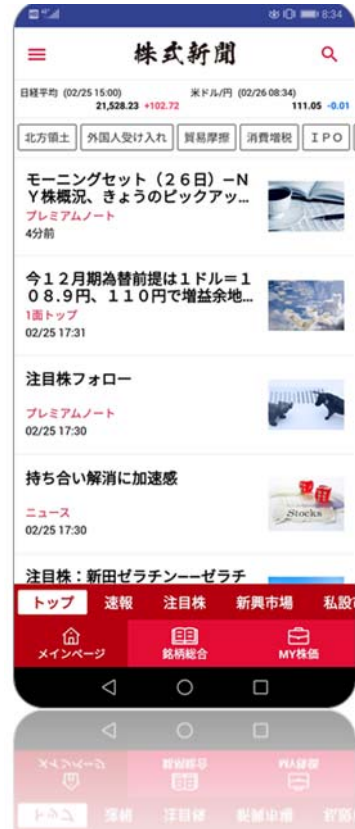 8:34
株式新聞
日経平均 (02/25 15:00) 米ドル/円 (02/26 08:34)
21,528.23 +102.72 111.05 -0.01
北方領土 外国人受け入れ 貿易摩擦 消費増税 ＩＰＯ
モーニングセット（２６日）－Ｎ
Ｙ株概況、きょうのピックアッ...
プレミアムノート
4分前
今１２月期為替前提は１ドル＝１
０８.９円、１１０円で増益余地...
1面トップ
02/25 17:31
注目株フォロー
プレミアムノート
02/25 17:30
持ち合い解消に加速感
Stocks
ニュース
02/25 17:30
注目株：新田ゼラチンーーゼラチ
トップ 速報 注目株 新興市場 私設
メインページ 銘柄総合 MY株価